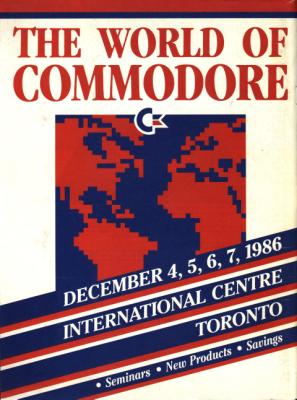 THE WORLD OF
COMMODORE
DECEMBER 4, 5, 6, 7, 1986
INTERNATIONAL CENTRE
TORONTO
• Seminars • New Products • Savings